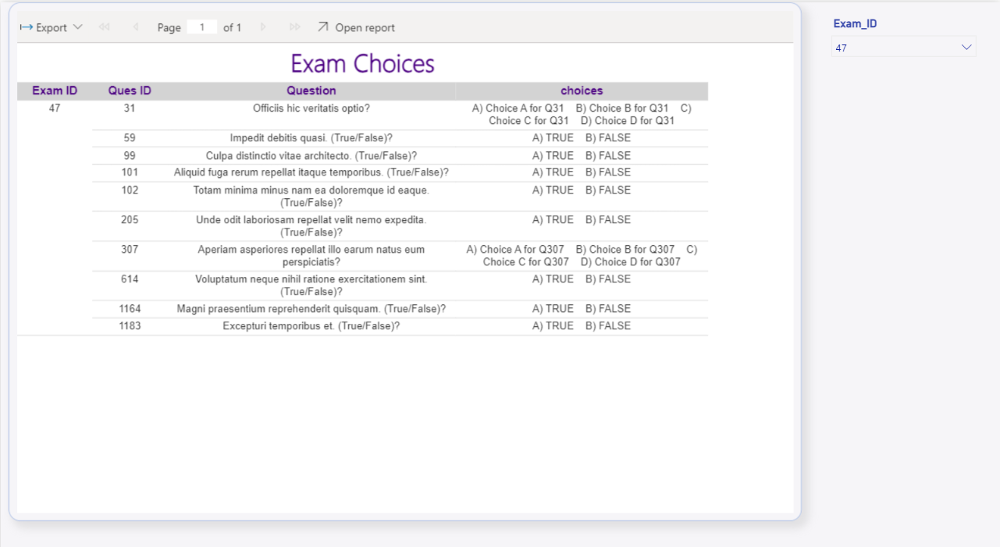 Export Page 1 of 1 Open report
Exam_ID
47
Exam Choices
Exam ID Ques ID Question choices
47 31 Officiis hic veritatis optio? A) Choice A for Q31 B) Choice B for Q31 C)
Choice C for Q31 D) Choice D for Q31
59 Impedit debitis quasi. (True/False)? A) TRUE B) FALSE
99 Culpa distinctio vitae architecto. (True/False)? A) TRUE B) FALSE
101 Aliquid fuga rerum repellat itaque temporibus. (True/False)? A) TRUE B) FALSE
102 Totam minima minus nam ea doloremque id eaque. A) TRUE B) FALSE
(True/False)?
205 Unde odit laboriosam repellat velit nemo expedita. A) TRUE B) FALSE
(True/False)?
307 Aperiam asperiores repellat illo earum natus eum A) Choice A for Q307 B) Choice B for Q307 C)
perspiciatis? Choice C for Q307 D) Choice D for Q307
614 Voluptatum neque nihil ratione exercitationem sint. A) TRUE B) FALSE
(True/False)?
1164 Magni praesentium reprehenderit quisquam. (True/False)? A) TRUE B) FALSE
1183 Excepturi temporibus et. (True/False)? A) TRUE B) FALSE